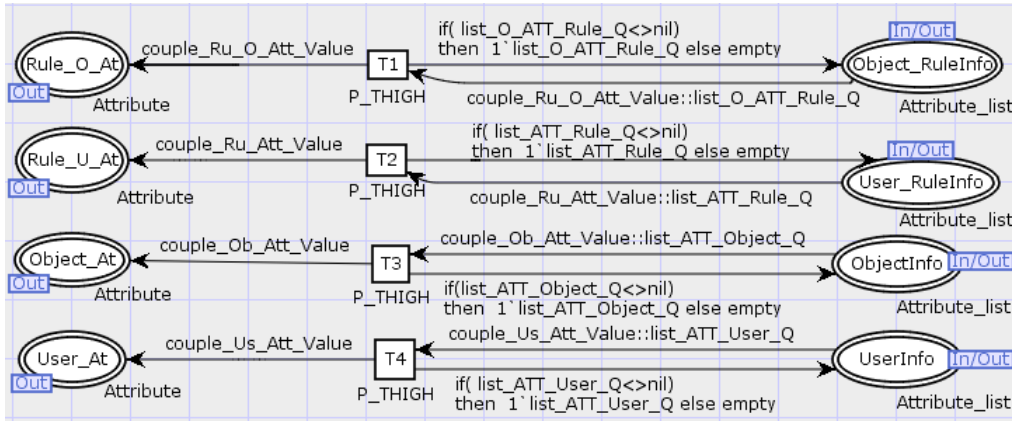 if( list_O_ATT_Rule_Q<>nil)
In/Out
couple_Ru_O_Att_Value
then 1`list_O_ATT_Rule_Q else empty
Rule_O_At
T1
Object_RuleInfo
Out
P_THIGH
couple_Ru_O_Att_Value::list_O_ATT_Rule_Q
Attribute
Attribute_list
if( list_ATT_Rule_Q<>nil)
couple_Ru_Att_Value
then 1`list_ATT_Rule_Q else empty
In/Out
Rule_U_At
T2
Out
P_THIGH
User_RuleInfo
Attribute
couple_Ru_Att_Value::list_ATT_Rule_Q
Attribute_list
couple_Ob_Att_Value
couple_Ob_Att_Value::list_ATT_Object_Q
Object_At
T3
ObjectInfo
In/Out
Out
Attribute
P_THIGH
if(list_ATT_Object_Q<>nil)
then 1`list_ATT_Object_Q else empty
Attribute_list
couple_Us_Att_Value
couple_Us_Att_Value::list_ATT_User_Q
User_At
T4
UserInfo
In/Out
Out
Attribute
P_THIGH
if( list_ATT_User_Q<>nil)
then 1`list_ATT_User_Q else empty
Attribute_list